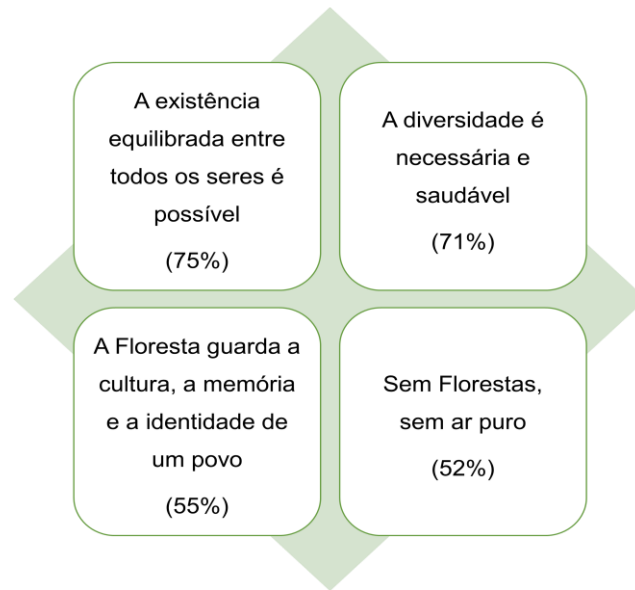 A existência
equilibrada entre
todos os seres é
possível
(75%)
A diversidade é
necessária e
saudável
(71%)
A Floresta guarda a
cultura, a memória
e a identidade de
um povo
(55%)
Sem Florestas,
sem ar puro
(52%)